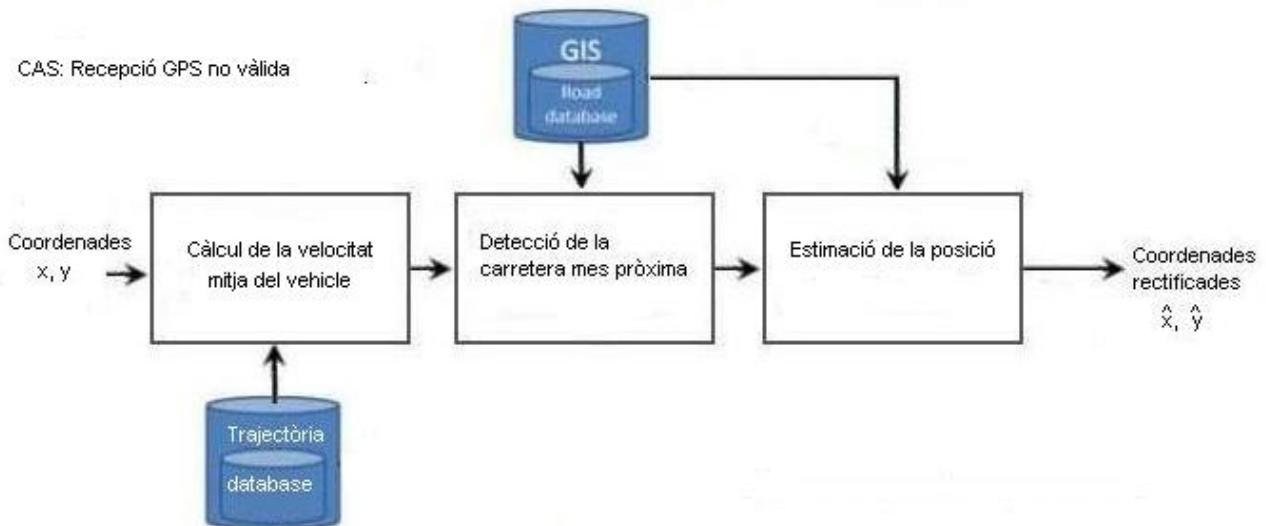 GIS
CAS: Recepció GPS no vàlida
Road
database
Coordenades
x, y
Càlcul de la velocitat
mitja del vehicle
Detecció de la
carretera mes pròxima
Estimació de la posició
Coordenades
rectificades
x̂, ŷ
Trajectòria
database